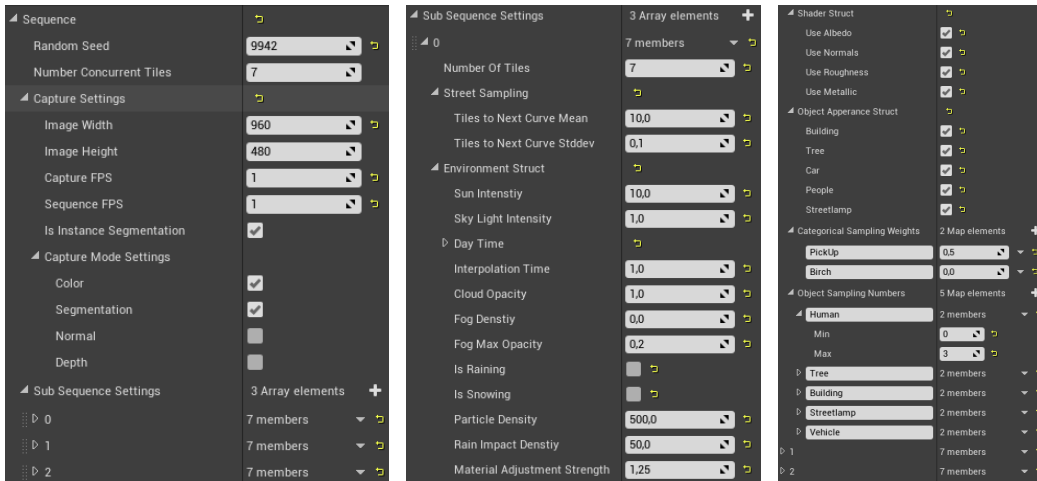 Sequence
Random Seed 9942
Number Concurrent Tiles 7
Capture Settings
Image Width 960
Image Height 480
Capture FPS 1
Sequence FPS 1
Is Instance Segmentation
Capture Mode Settings
Color
Segmentation
Normal
Depth
Sub Sequence Settings 3 Array elements
0 7 members
1 7 members
2 7 members
Sub Sequence Settings 3 Array elements
0 7 members
Number Of Tiles 7
Street Sampling
Tiles to Next Curve Mean 10,0
Tiles to Next Curve Stddev 0,1
Environment Struct
Sun Intenstiy 10,0
Sky Light Intensity 1,0
Day Time
Interpolation Time 1,0
Cloud Opacity 1,0
Fog Denstiy 0,0
Fog Max Opacity 0,2
Is Raining
Is Snowing
Particle Density 500,0
Rain Impact Denstiy 50,0
Material Adjustment Strength 1,25
Shader Struct
Use Albedo
Use Normals
Use Roughness
Use Metallic
Object Apperance Struct
Building
Tree
Car
People
Streetlamp
Categorical Sampling Weights 2 Map elements
PickUp 0,5
Birch 0,0
Object Sampling Numbers 5 Map elements
Human 2 members
Min 0
Max 3
Tree 2 members
Building 2 members
Streetlamp 2 members
Vehicle 2 members
1 7 members
2 7 members